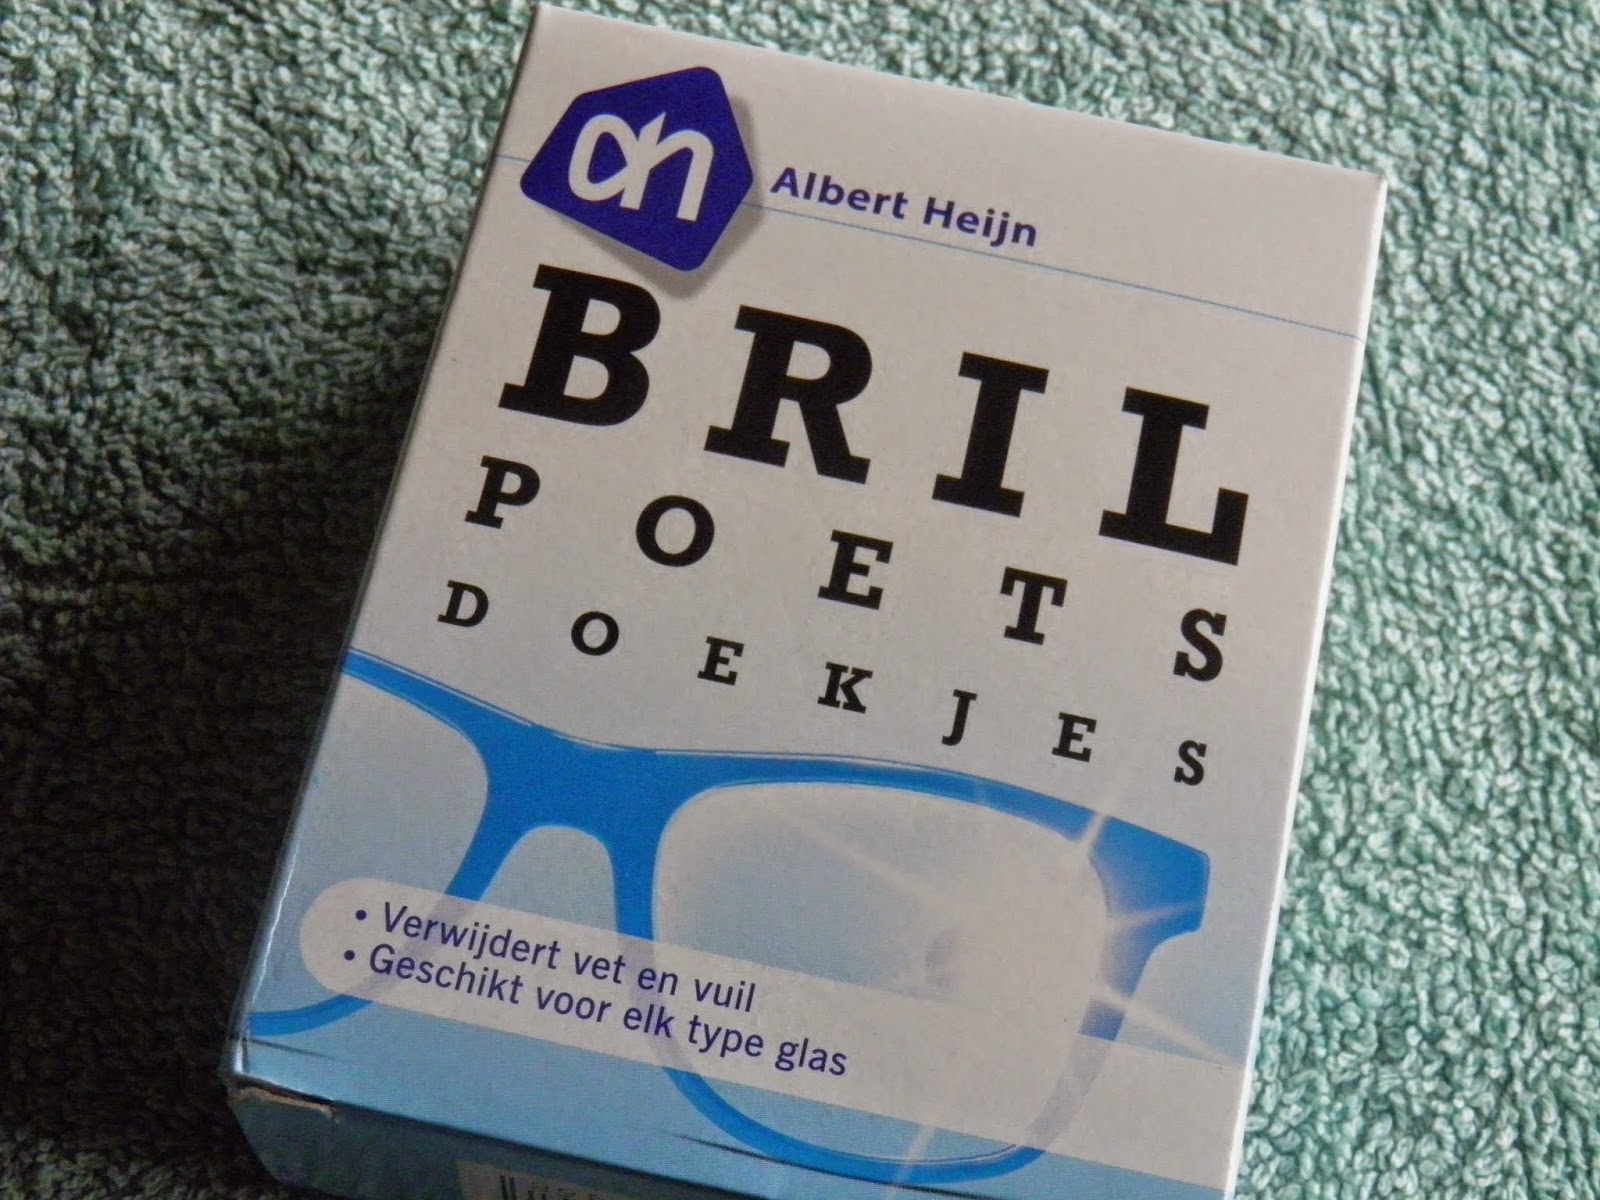 ah
Albert Heijn
BRIL
POETS
DOEKJES
• Verwijdert vet en vuil
• Geschikt voor elk type glas